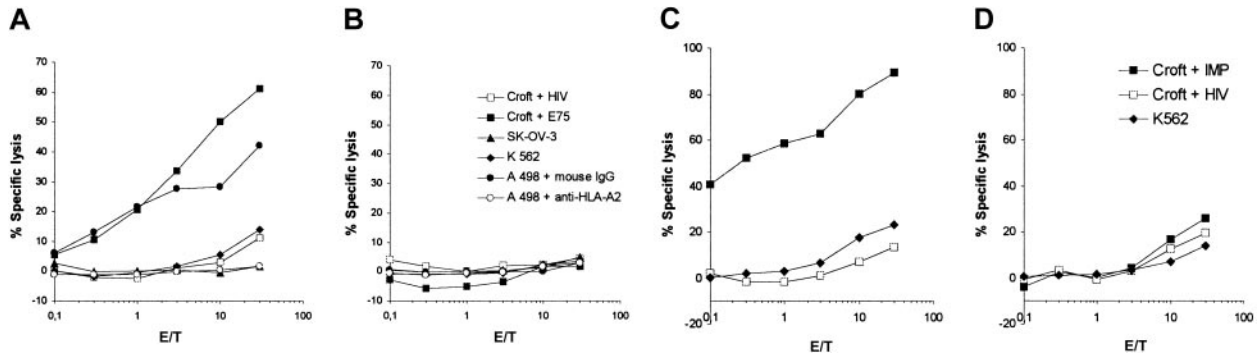 A
% Specific lysis
70
60
50
40
30
20
10
0
-10
0,1
1
10
100
E/T
B
% Specific lysis
70
60
50
40
30
20
10
0
-10
Croft + HIV
Croft + E75
SK-OV-3
K 562
A 498 + mouse IgG
A 498 + anti-HLA-A2
0,1
1
10
100
E/T
C
% Specific lysis
100
80
60
40
20
0
-20
0,1
1
10
100
E/T
D
% Specific lysis
100
80
60
40
20
0
-20
Croft + IMP
Croft + HIV
K562
0,1
1
10
100
E/T